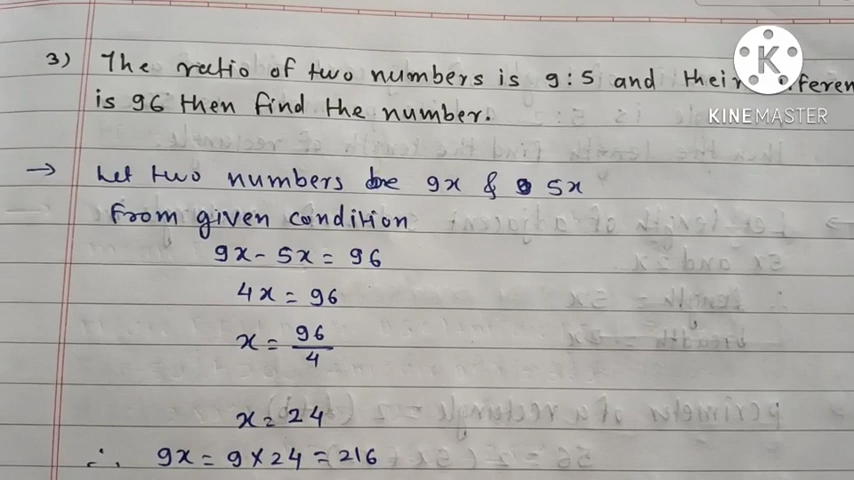 3) The ratio of two numbers is 9:5 and their
is 96 then find the number.
KINEMASTER
→ Let two numbers be 9x & 5x
From given condition
9x - 5x = 96
4x = 96
x = 96/4
x = 24
∴ 9x = 9 × 24 = 216